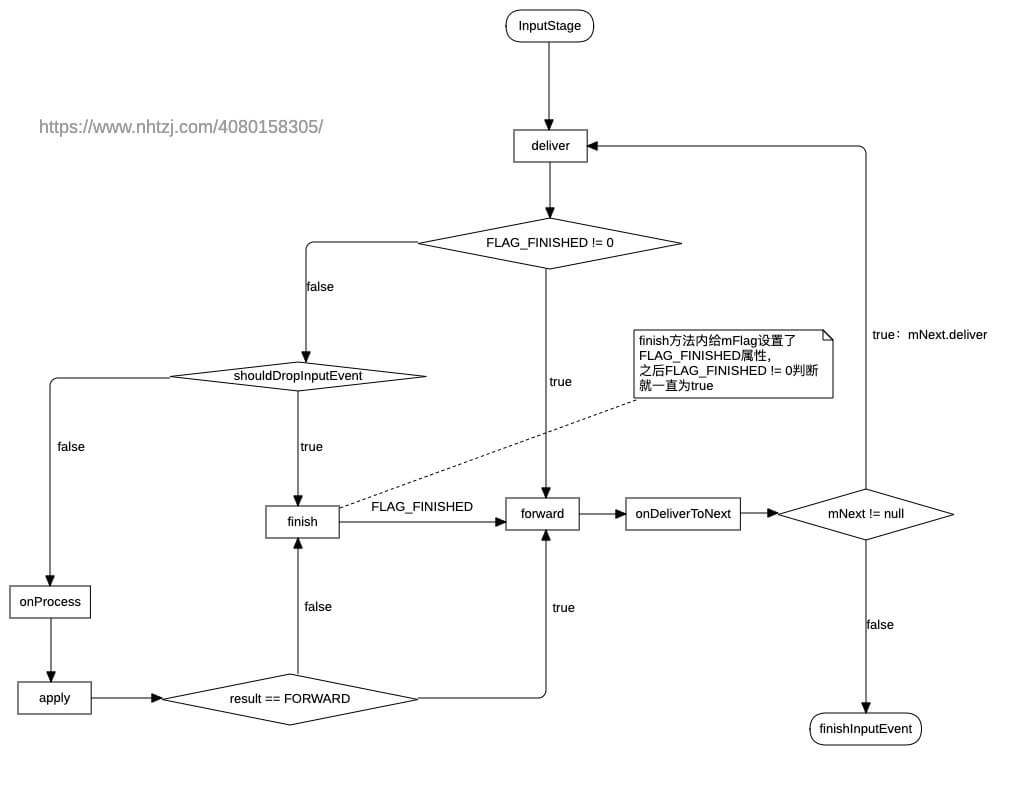 InputStage
https://www.nhtzj.com/4080158305/
deliver
FLAG_FINISHED != 0
false
true：mNext.deliver
finish方法内给mFlag设置了
FLAG_FINISHED属性，
之后FLAG_FINISHED != 0判断
就一直为true
shouldDropInputEvent
true
false
true
FLAG_FINISHED
finish
forward
onDeliverToNext
mNext != null
onProcess
false
true
false
apply
result == FORWARD
finishInputEvent